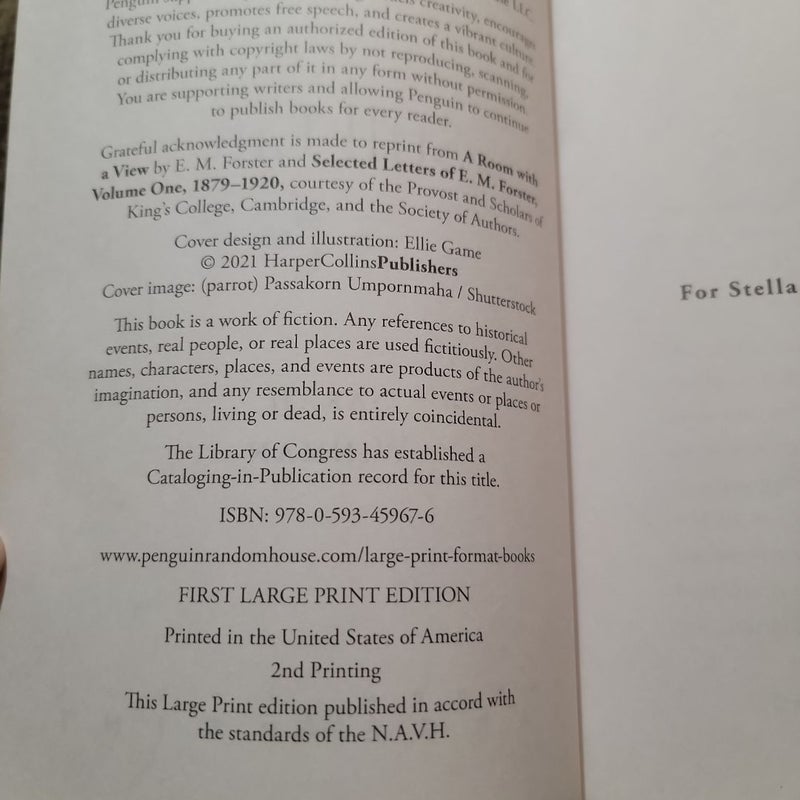 creativity, encourages
diverse voices, promotes free speech, and creates a vibrant culture.
Thank you for buying an authorized edition of this book and for
complying with copyright laws by not reproducing, scanning,
or distributing any part of it in any form without permission.
You are supporting writers and allowing Penguin to continue
to publish books for every reader.
Grateful acknowledgment is made to reprint from A Room with
a View by E. M. Forster and Selected Letters of E. M. Forster,
Volume One, 1879–1920, courtesy of the Provost and Scholars of
King's College, Cambridge, and the Society of Authors.
Cover design and illustration: Ellie Game
© 2021 HarperCollinsPublishers
Cover image: (parrot) Passakorn Umpornmaha / Shutterstock
This book is a work of fiction. Any references to historical
events, real people, or real places are used fictitiously. Other
names, characters, places, and events are products of the author's
imagination, and any resemblance to actual events or places or
persons, living or dead, is entirely coincidental.
The Library of Congress has established a
Cataloging-in-Publication record for this title.
ISBN: 978-0-593-45967-6
www.penguinrandomhouse.com/large-print-format-books
FIRST LARGE PRINT EDITION
Printed in the United States of America
2nd Printing
This Large Print edition published in accord with
the standards of the N.A.V.H.
For Stella